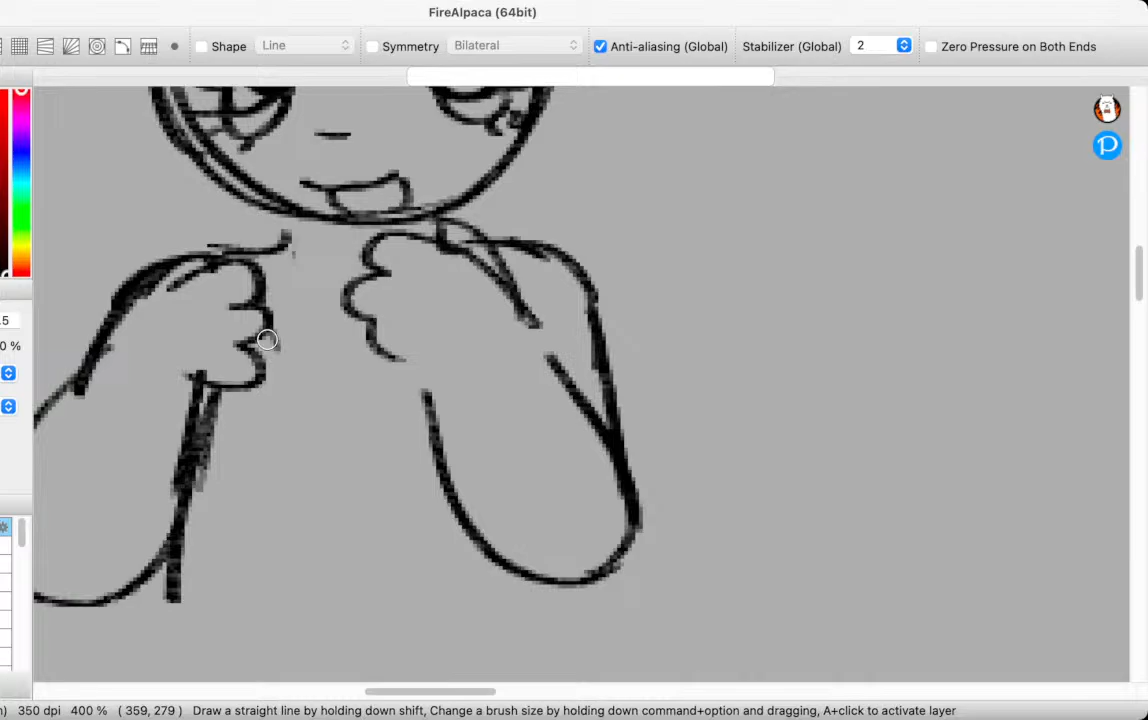 FireAlpaca (64bit)
Shape Line Symmetry Bilateral Anti-aliasing (Global) Stabilizer (Global) 2 Zero Pressure on Both Ends
.5
0 %
) 350 dpi 400 % ( 359, 279 ) Draw a straight line by holding down shift, Change a brush size by holding down command+option and dragging, A+click to activate layer